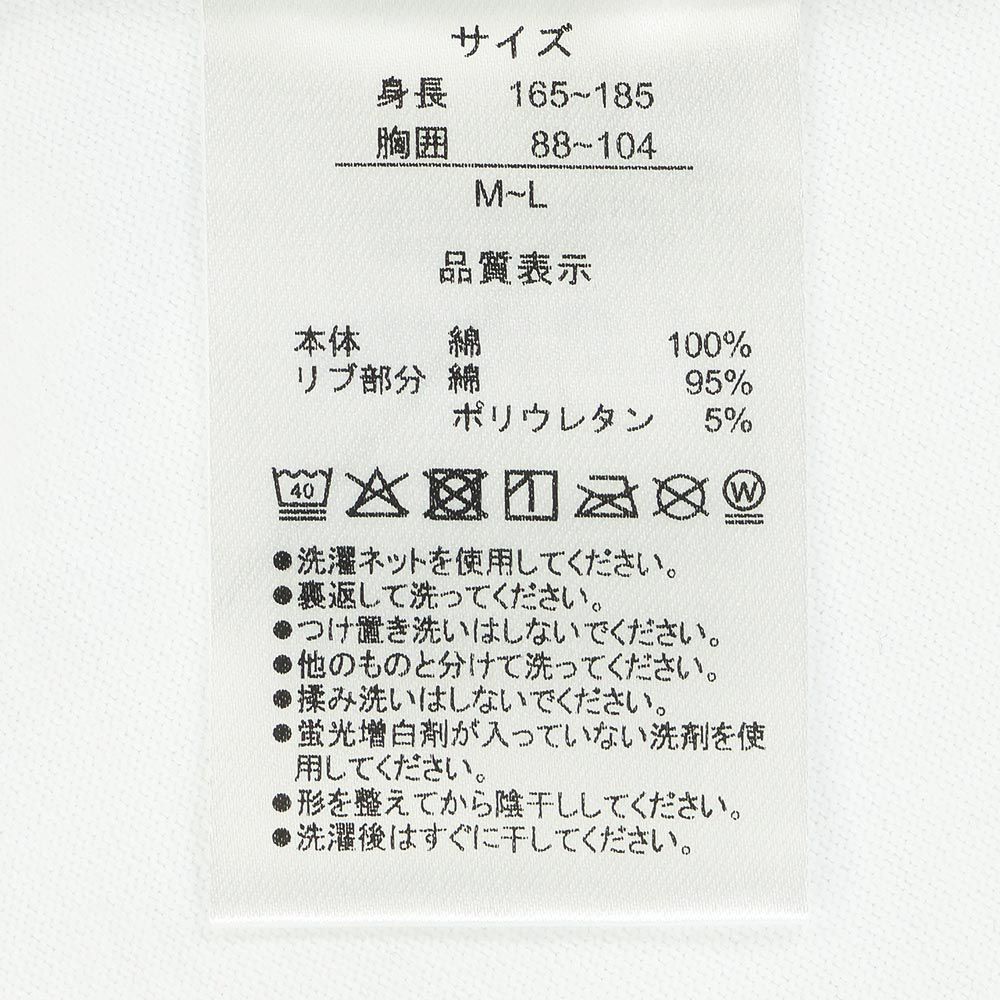 サイズ
身長 165~185
胸囲 88~104
M~L
品質表示
本体 綿 100%
リブ部分 綿 95%
ポリウレタン 5%
40 W
●洗濯ネットを使用してください。
●裏返して洗ってください。
●つけ置き洗いはしないでください。
●他のものと分けて洗ってください。
●揉み洗いはしないでください。
●蛍光増白剤が入っていない洗剤を使
用してください。
●形を整えてから陰干ししてください。
●洗濯後はすぐに干してください。